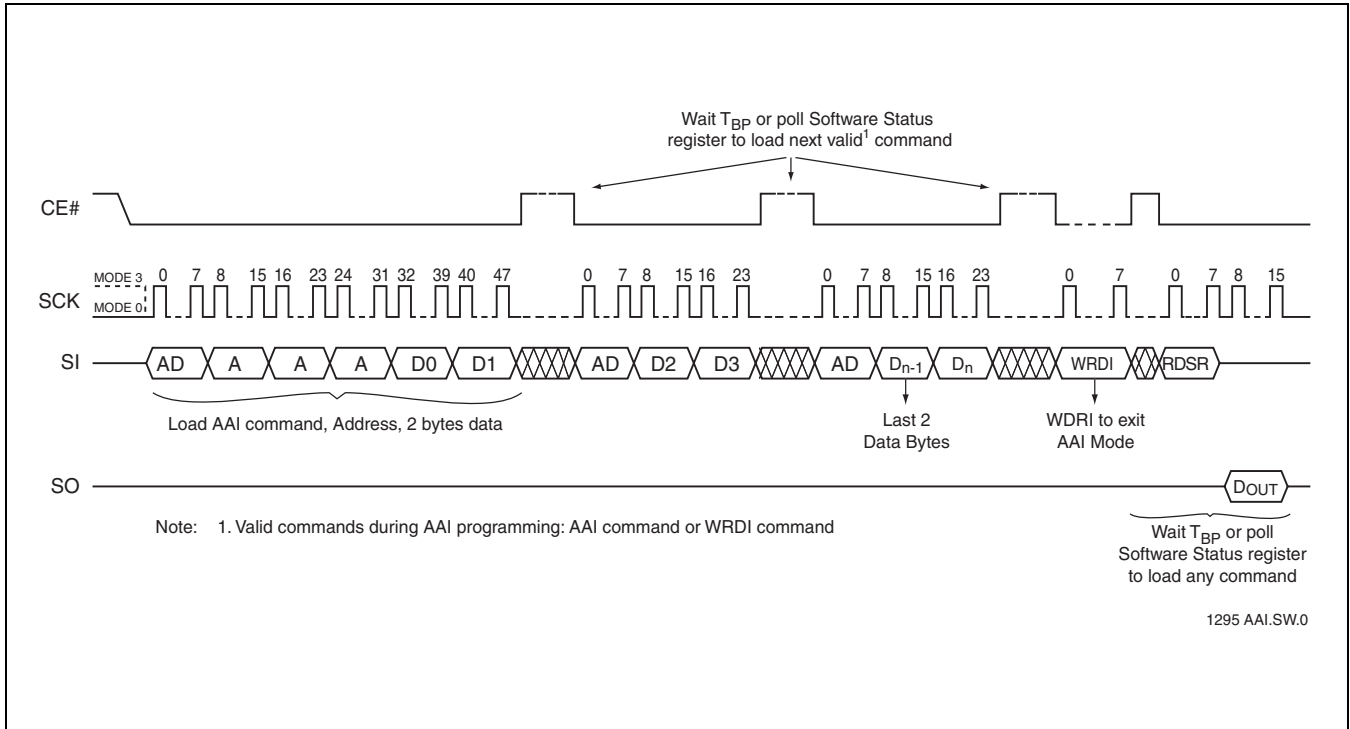 Wait TBP or poll Software Status
register to load next valid1 command
CE#
MODE 3
MODE 0
SCK
0 7 8 15 16 23 24 31 32 39 40 47 0 7 8 15 16 23 0 7 8 15 16 23 0 7 0 7 8 15
SI
AD A A A D0 D1 AD D2 D3 AD Dn-1 Dn WRDI RDSR
Load AAI command, Address, 2 bytes data
Last 2
Data Bytes
WDRI to exit
AAI Mode
SO
DOUT
Note: 1. Valid commands during AAI programming: AAI command or WRDI command
Wait TBP or poll
Software Status register
to load any command
1295 AAI.SW.0